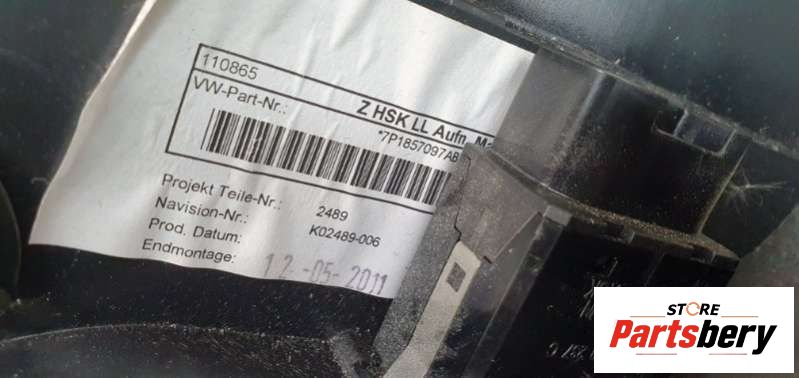 110865
Z HSK LL Aufn.
VW-Part-Nr.:
*7P1857097AB
Projekt Teile-Nr.: 2489
Navision-Nr.: K02489-006
Prod. Datum:
Endmontage: 12 -05- 2011
STORE
Partsbery